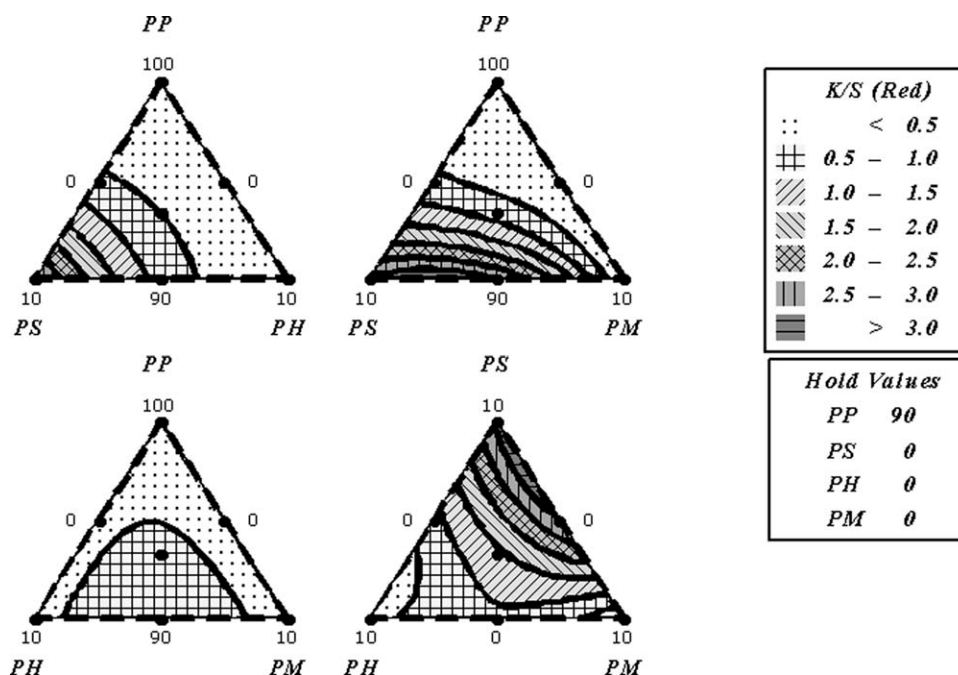 PP PP
100 100
0 0 0 0
10 90 10 10 90 10
PS PH PS PM
PP PS
100 10
0 0 0 0
10 90 10 10 0 10
PH PM PH PM
K/S (Red)
< 0.5
0.5 – 1.0
1.0 – 1.5
1.5 – 2.0
2.0 – 2.5
2.5 – 3.0
> 3.0
Hold Values
PP 90
PS 0
PH 0
PM 0